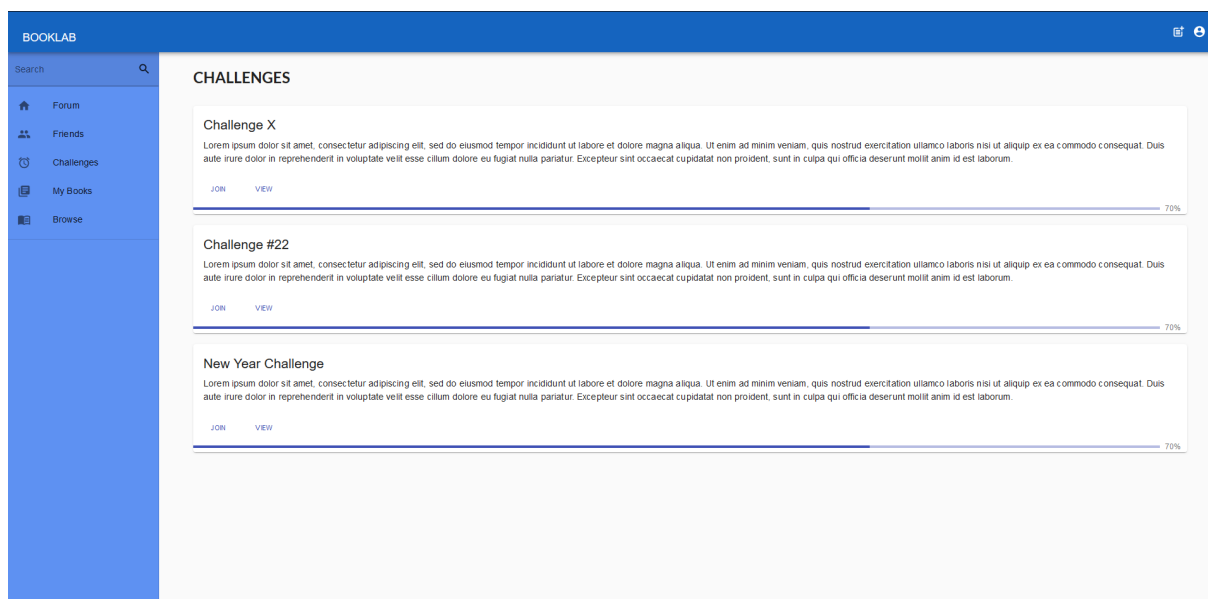 BOOKLAB
Search
Forum
Friends
Challenges
My Books
Browse
CHALLENGES
Challenge X
Lorem ipsum dolor sit amet, consectetur adipiscing elit, sed do eiusmod tempor incididunt ut labore et dolore magna aliqua. Ut enim ad minim veniam, quis nostrud exercitation ullamco laboris nisi ut aliquip ex ea commodo consequat. Duis
aute irure dolor in reprehenderit in voluptate velit esse cillum dolore eu fugiat nulla pariatur. Excepteur sint occaecat cupidatat non proident, sunt in culpa qui officia deserunt mollit anim id est laborum.
JOIN VIEW
70%
Challenge #22
Lorem ipsum dolor sit amet, consectetur adipiscing elit, sed do eiusmod tempor incididunt ut labore et dolore magna aliqua. Ut enim ad minim veniam, quis nostrud exercitation ullamco laboris nisi ut aliquip ex ea commodo consequat. Duis
aute irure dolor in reprehenderit in voluptate velit esse cillum dolore eu fugiat nulla pariatur. Excepteur sint occaecat cupidatat non proident, sunt in culpa qui officia deserunt mollit anim id est laborum.
JOIN VIEW
70%
New Year Challenge
Lorem ipsum dolor sit amet, consectetur adipiscing elit, sed do eiusmod tempor incididunt ut labore et dolore magna aliqua. Ut enim ad minim veniam, quis nostrud exercitation ullamco laboris nisi ut aliquip ex ea commodo consequat. Duis
aute irure dolor in reprehenderit in voluptate velit esse cillum dolore eu fugiat nulla pariatur. Excepteur sint occaecat cupidatat non proident, sunt in culpa qui officia deserunt mollit anim id est laborum.
JOIN VIEW
70%